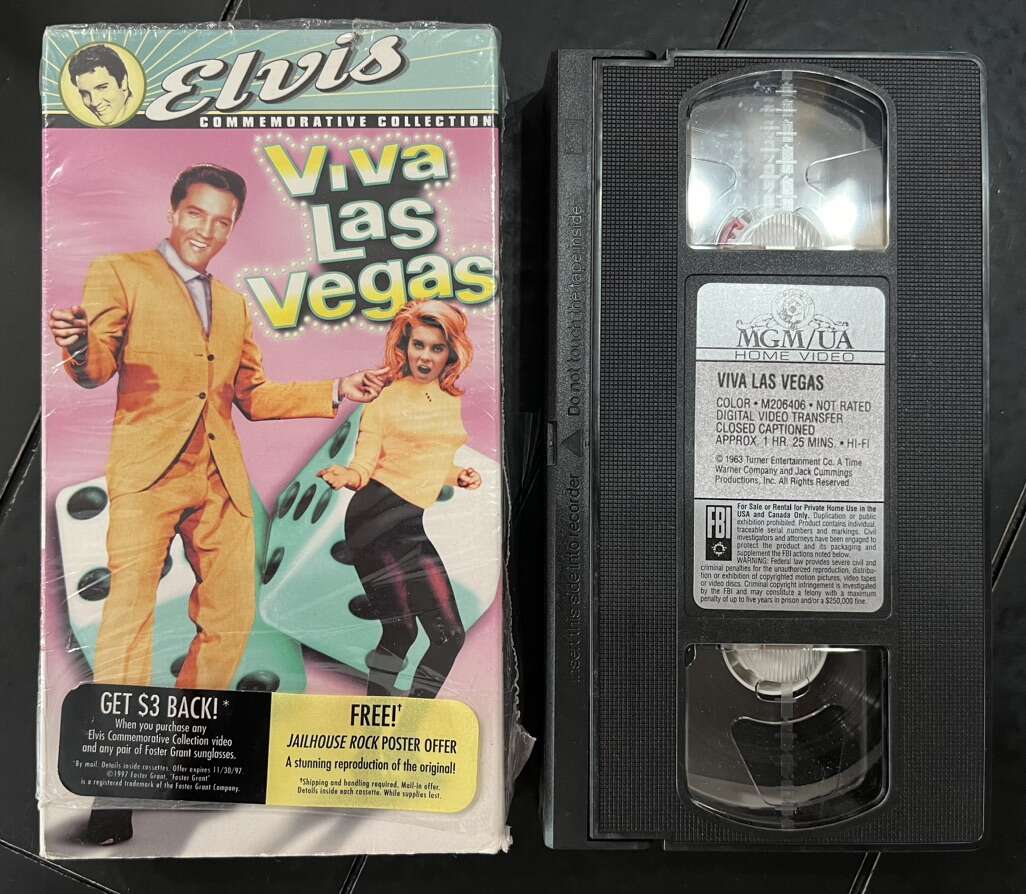 Elvis
COMMEMORATIVE COLLECTION
Viva
Las
Vegas
GET $3 BACK!*
When you purchase any
Elvis Commemorative Collection video
and any pair of Foster Grant sunglasses.
*By mail. Details inside cassettes. Offer expires 11/30/97
©1997 Foster Grant, "Foster Grant"
is a registered trademark of the Foster Grant Company.
FREE!†
JAILHOUSE ROCK POSTER OFFER
A stunning reproduction of the original!
†Shipping and handling required. Mail-in offer.
Details inside each cassette. While supplies last.
Insert this side into recorder ▲ Do not touch the tape inside
MGM/UA
HOME VIDEO
VIVA LAS VEGAS
COLOR • M206406 • NOT RATED
DIGITAL VIDEO TRANSFER
CLOSED CAPTIONED
APPROX. 1 HR. 25 MINS. • HI-FI
© 1963 Turner Entertainment Co. A Time
Warner Company and Jack Cummings
Productions, Inc. All Rights Reserved
FBI
For Sale or Rental for Private Home Use in the
USA and Canada Only. Duplication or public
exhibition prohibited. Product contains individual,
traceable serial numbers and markings. Civil
investigators and attorneys have been engaged to
protect the product and its packaging and
supplement the FBI actions noted below.
WARNING: Federal law provides severe civil and
criminal penalties for the unauthorized reproduction, distribu-
tion or exhibition of copyrighted motion pictures, video tapes
or video discs. Criminal copyright infringement is investigated
by the FBI and may constitute a felony with a maximum
penalty of up to five years in prison and/or a $250,000 fine.